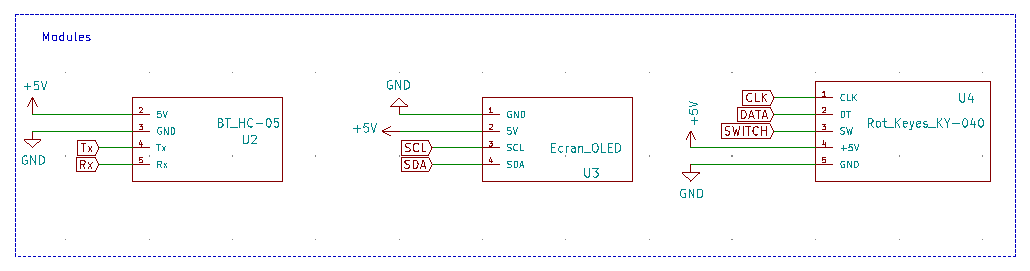 Modules
+5V
GND
Tx
Rx
2
3
4
5
5V
GND
Tx
Rx
BT_HC-05
U2
GND
+5V
SCL
SDA
1
2
3
4
GND
5V
SCL
SDA
Ecran_OLED
U3
+5V
GND
CLK
DATA
SWITCH
1
2
3
4
5
CLK
DT
SW
+5V
GND
U4
Rot_Keyes_KY-040